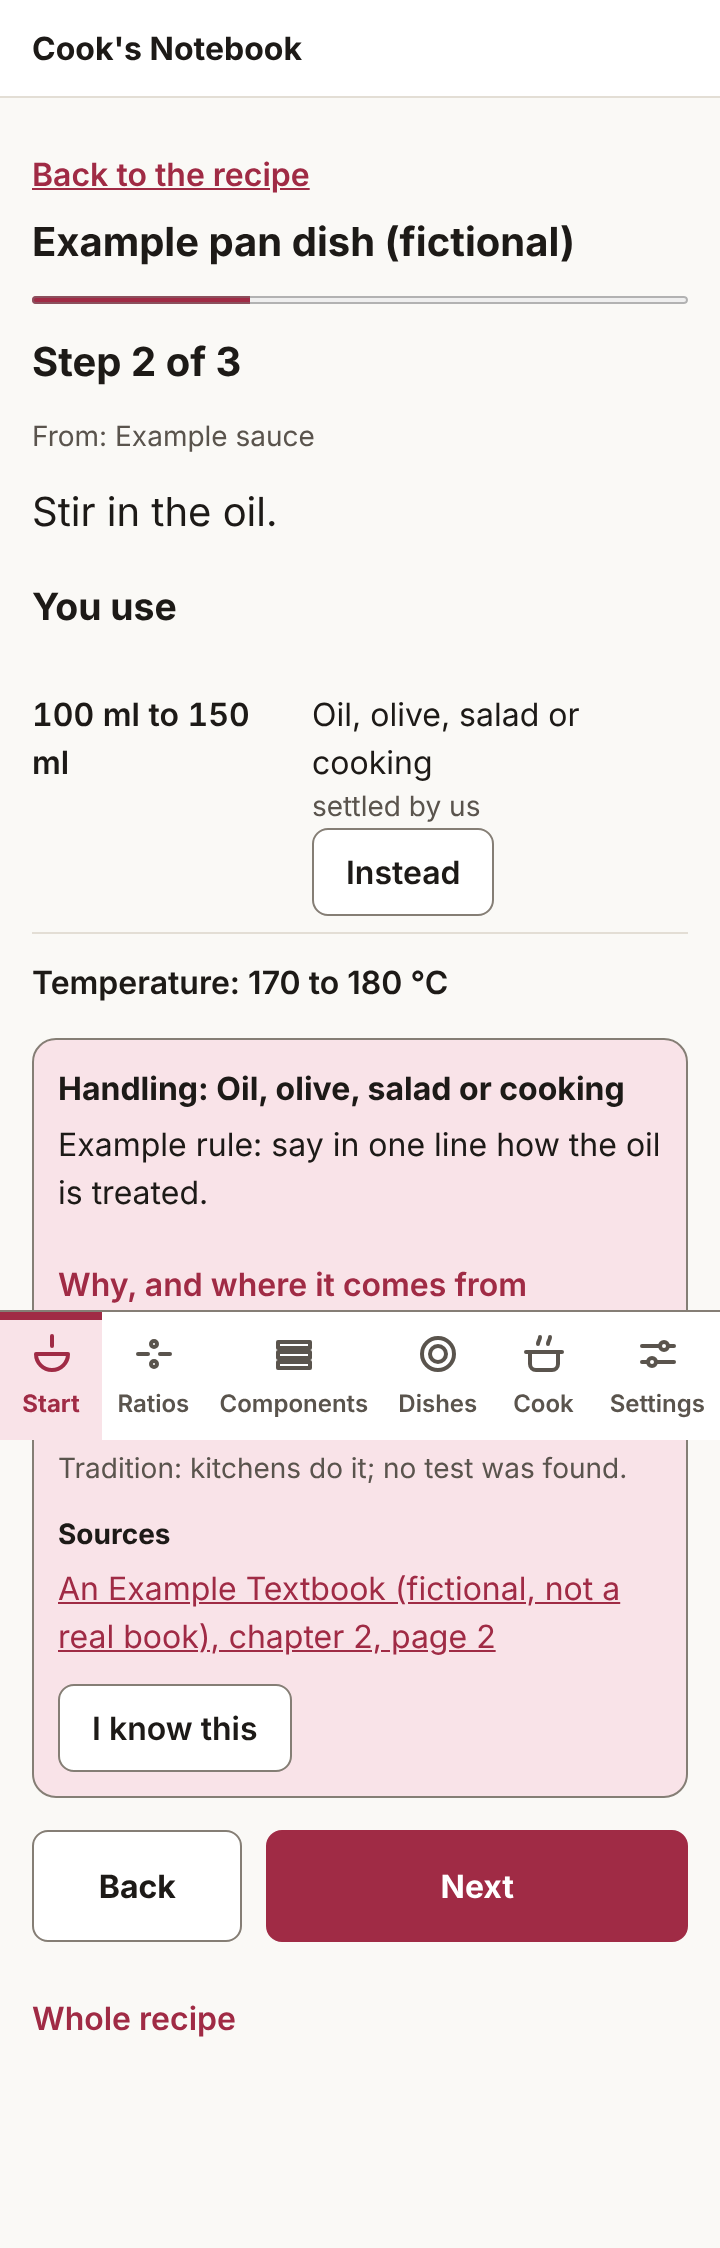 Cook's Notebook
Back to the recipe
Example pan dish (fictional)
Step 2 of 3
From: Example sauce
Stir in the oil.
You use
100 ml to 150
ml
Oil, olive, salad or
cooking
settled by us
Instead
Temperature: 170 to 180 °C
Handling: Oil, olive, salad or cooking
Example rule: say in one line how the oil
is treated.
Why, and where it comes from
Start
Ratios
Components
Dishes
Cook
Settings
Tradition: kitchens do it; no test was found.
Sources
An Example Textbook (fictional, not a
real book), chapter 2, page 2
I know this
Back
Next
Whole recipe